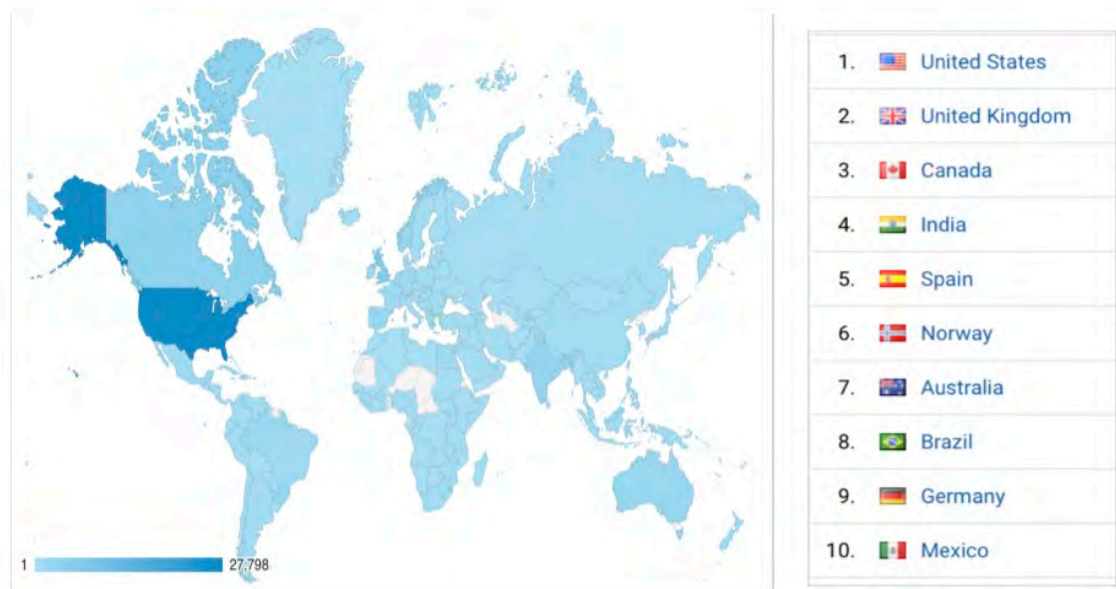 1. United States
2. United Kingdom
3. Canada
4. India
5. Spain
6. Norway
7. Australia
8. Brazil
9. Germany
10. Mexico
1 27,798